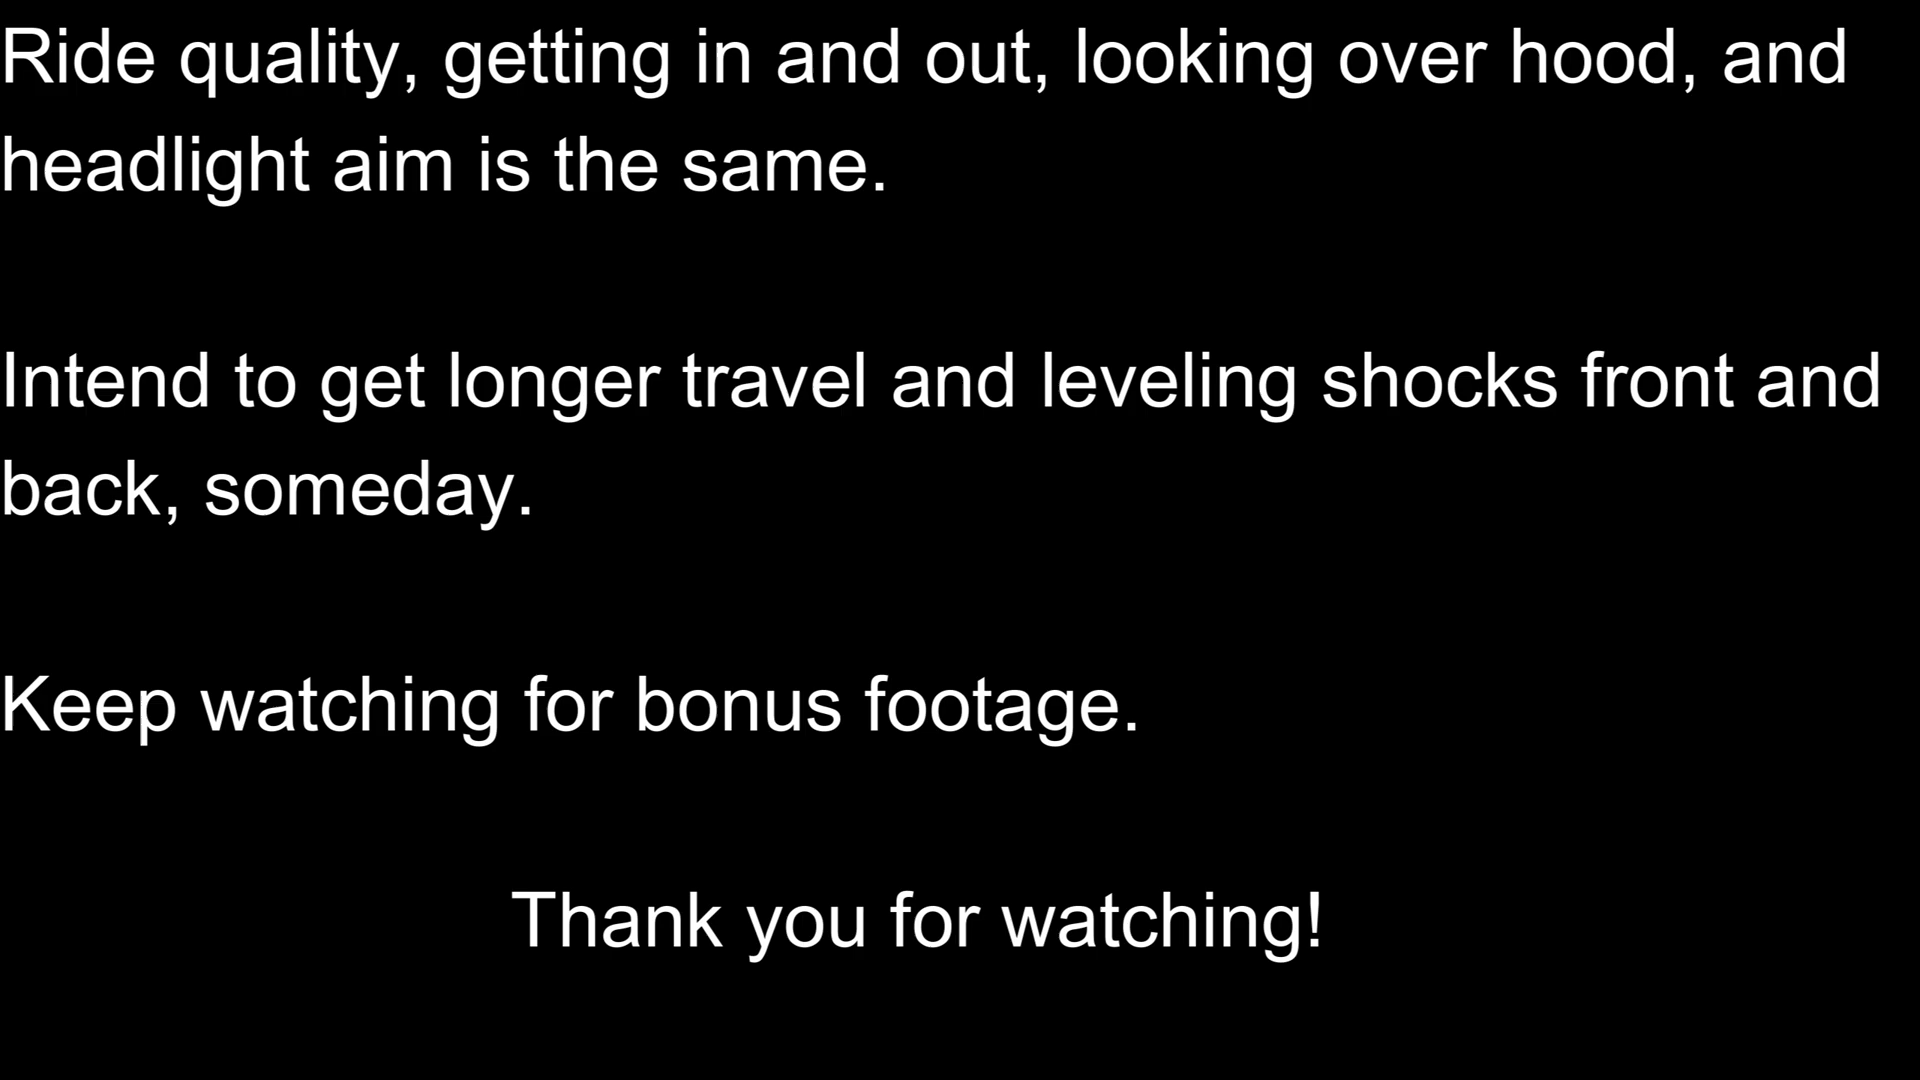 Ride quality, getting in and out, looking over hood, and
headlight aim is the same.
Intend to get longer travel and leveling shocks front and
back, someday.
Keep watching for bonus footage.
Thank you for watching!